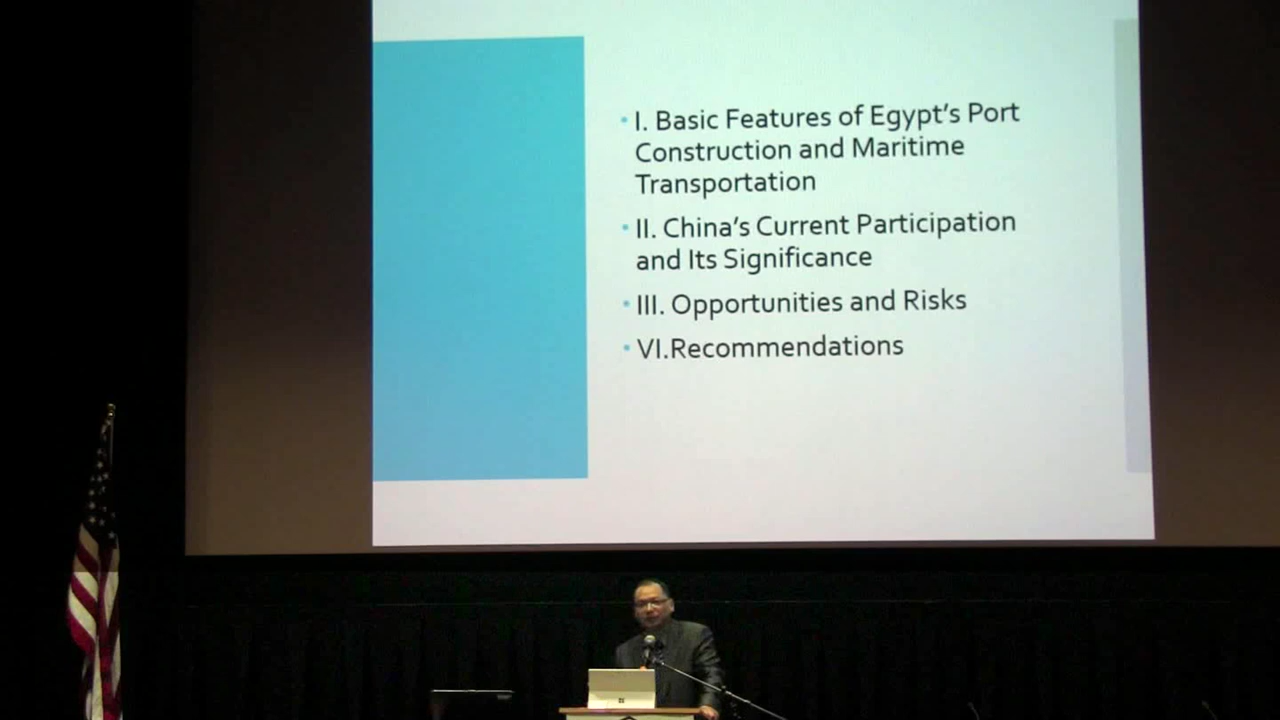 • I. Basic Features of Egypt's Port
Construction and Maritime
Transportation
• II. China's Current Participation
and Its Significance
• III. Opportunities and Risks
• VI.Recommendations